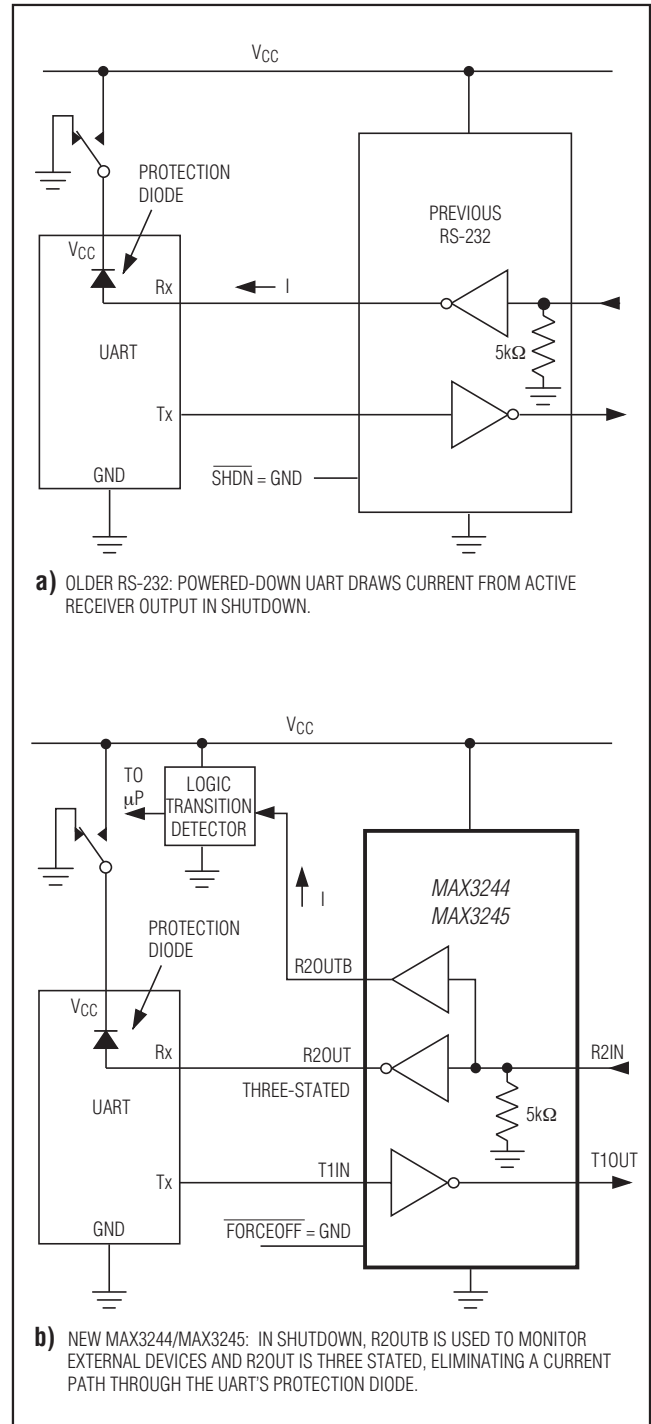 VCC
PROTECTION
DIODE
PREVIOUS
RS-232
VCC
Rx
I
UART
5kΩ
Tx
GND
SHDN = GND
a) OLDER RS-232: POWERED-DOWN UART DRAWS CURRENT FROM ACTIVE
RECEIVER OUTPUT IN SHUTDOWN.
VCC
TO
μP
LOGIC
TRANSITION
DETECTOR
I
MAX3244
MAX3245
PROTECTION
DIODE
R2OUTB
VCC
Rx
R2OUT
R2IN
THREE-STATED
UART
5kΩ
Tx
T1IN
T1OUT
GND
FORCEOFF = GND
b) NEW MAX3244/MAX3245: IN SHUTDOWN, R2OUTB IS USED TO MONITOR
EXTERNAL DEVICES AND R2OUT IS THREE STATED, ELIMINATING A CURRENT
PATH THROUGH THE UART'S PROTECTION DIODE.